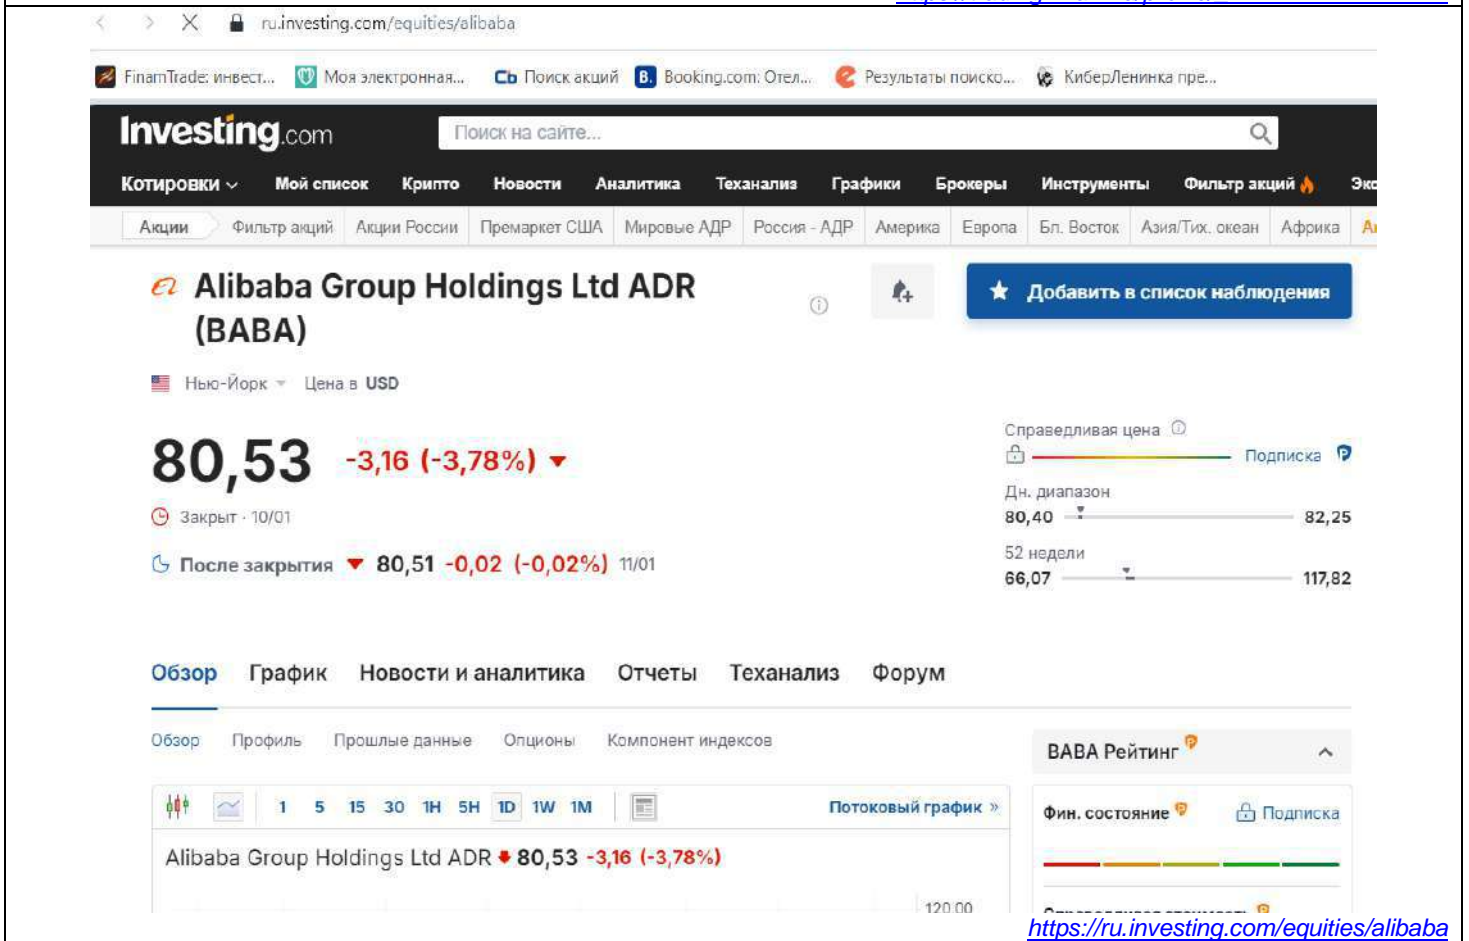 ru.investing.com/equities/alibaba
FinamTrade: инвест... Моя электронная... Сb Поиск акций B. Booking.com: Отел... Результаты поиско... КиберЛенинка пре...
Investing.com Поиск на сайте...
Котировки Мой список Крипто Новости Аналитика Теханализ Графики Брокеры Инструменты Фильтр акций Экс
Акции Фильтр акций Акции России Премаркет США Мировые АДР Россия - АДР Америка Европа Бл. Восток Азия/Тих. океан Африка
Alibaba Group Holdings Ltd ADR
(BABA)
Добавить в список наблюдения
Нью-Йорк Цена в USD
80,53 -3,16 (-3,78%)
Справедливая цена
Подписка
Дн. диапазон
80,40 82,25
Закрыт · 10/01
52 недели
66,07 117,82
После закрытия 80,51 -0,02 (-0,02%) 11/01
Обзор График Новости и аналитика Отчеты Теханализ Форум
Обзор Профиль Прошлые данные Опционы Компонент индексов
BABA Рейтинг
1 5 15 30 1H 5H 1D 1W 1M Потоковый график »
Фин. состояние Подписка
Alibaba Group Holdings Ltd ADR 80,53 -3,16 (-3,78%)
120,00
https://ru.investing.com/equities/alibaba